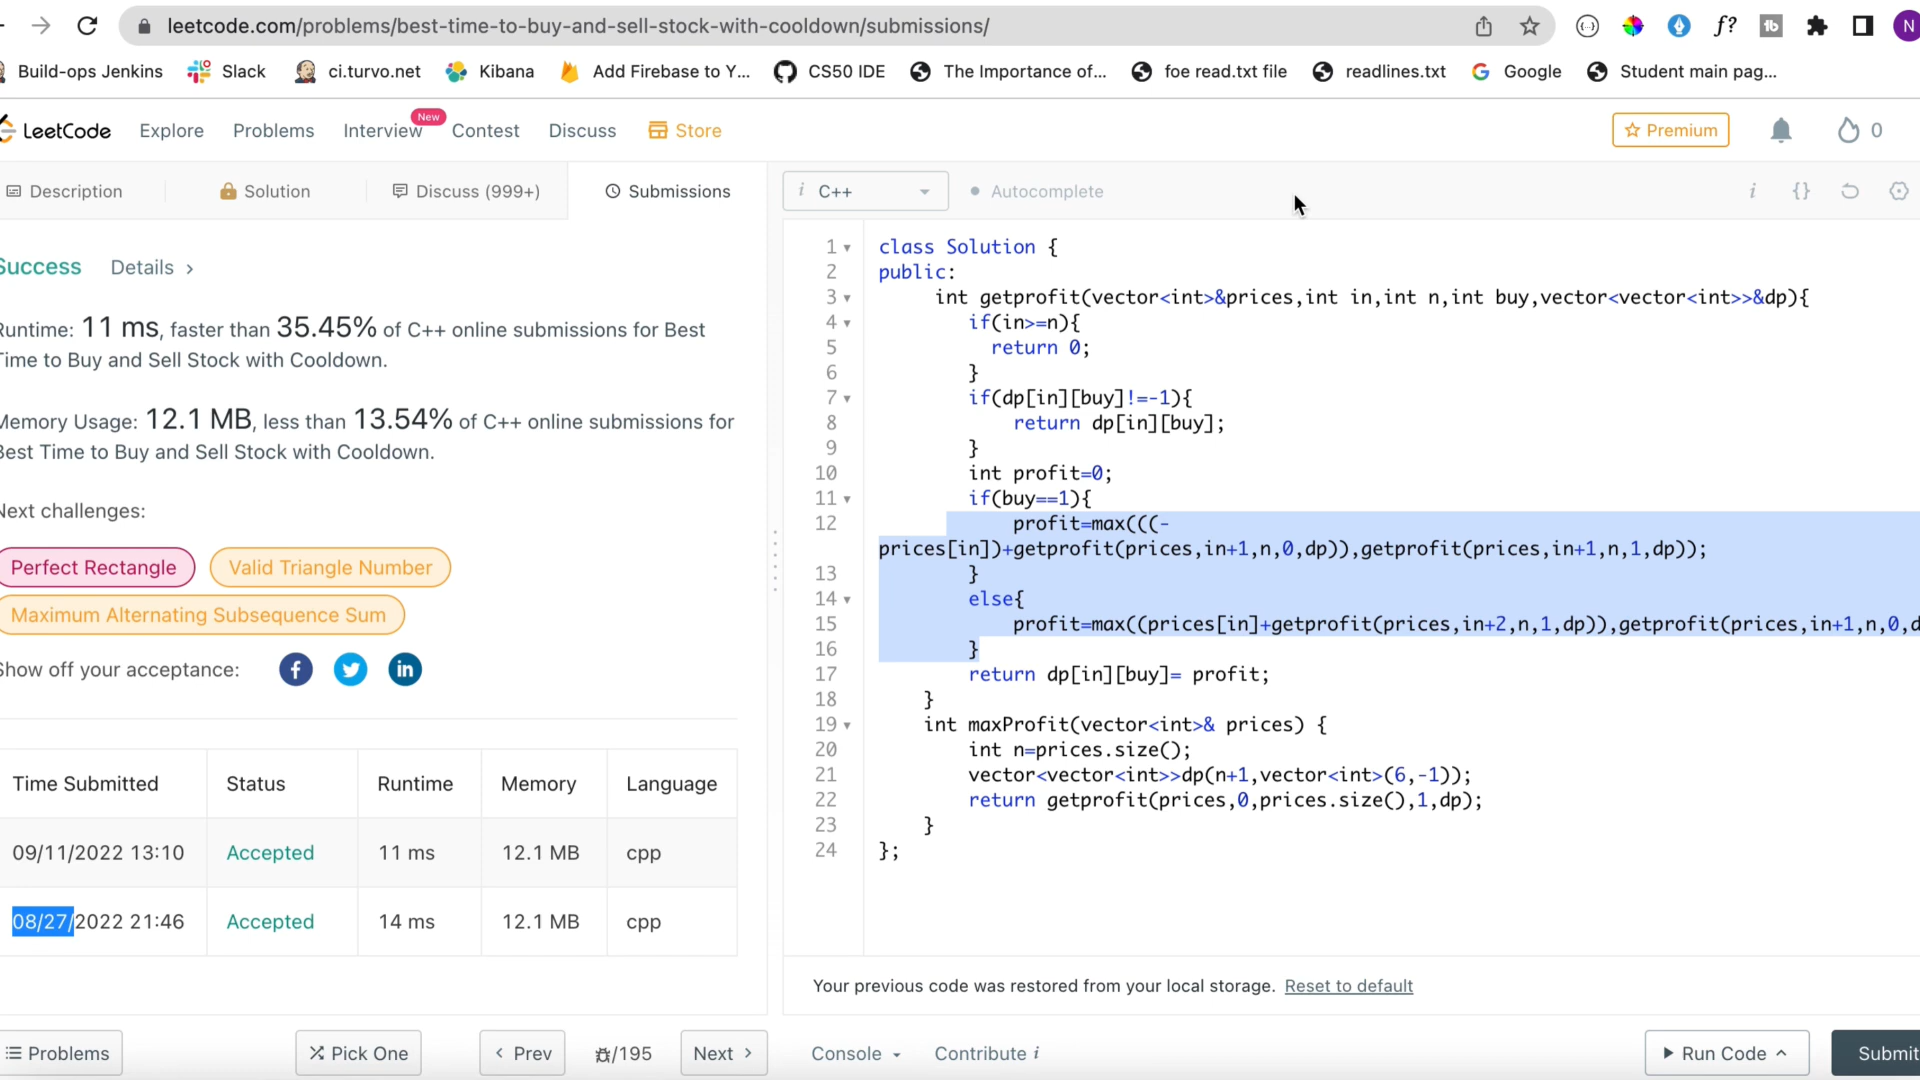 leetcode.com/problems/best-time-to-buy-and-sell-stock-with-cooldown/submissions/
f?
tb
N
Build-ops Jenkins Slack ci.turvo.net Kibana Add Firebase to Y... CS50 IDE The Importance of... foe read.txt file readlines.txt Google Student main pag...
LeetCode Explore Problems Interview New Contest Discuss Store Premium 0
Description Solution Discuss (999+) Submissions
i C++ Autocomplete i {}
Success Details >
Runtime: 11 ms, faster than 35.45% of C++ online submissions for Best
Time to Buy and Sell Stock with Cooldown.
Memory Usage: 12.1 MB, less than 13.54% of C++ online submissions for
Best Time to Buy and Sell Stock with Cooldown.
Next challenges:
Perfect Rectangle Valid Triangle Number
Maximum Alternating Subsequence Sum
Show off your acceptance: f in
Time Submitted Status Runtime Memory Language
09/11/2022 13:10 Accepted 11 ms 12.1 MB cpp
08/27/2022 21:46 Accepted 14 ms 12.1 MB cpp
1 class Solution {
2 public:
3 int getprofit(vector<int>&prices,int in,int n,int buy,vector<vector<int>>&dp){
4 if(in>=n){
5 return 0;
6 }
7 if(dp[in][buy]!=-1){
8 return dp[in][buy];
9 }
10 int profit=0;
11 if(buy==1){
12 profit=max(((-
prices[in])+getprofit(prices,in+1,n,0,dp)),getprofit(prices,in+1,n,1,dp));
13 }
14 else{
15 profit=max((prices[in]+getprofit(prices,in+2,n,1,dp)),getprofit(prices,in+1,n,0,d
16 }
17 return dp[in][buy]= profit;
18 }
19 int maxProfit(vector<int>& prices) {
20 int n=prices.size();
21 vector<vector<int>>dp(n+1,vector<int>(6,-1));
22 return getprofit(prices,0,prices.size(),1,dp);
23 }
24 };
Your previous code was restored from your local storage. Reset to default
Problems Pick One < Prev /195 Next > Console Contribute i Run Code Submit